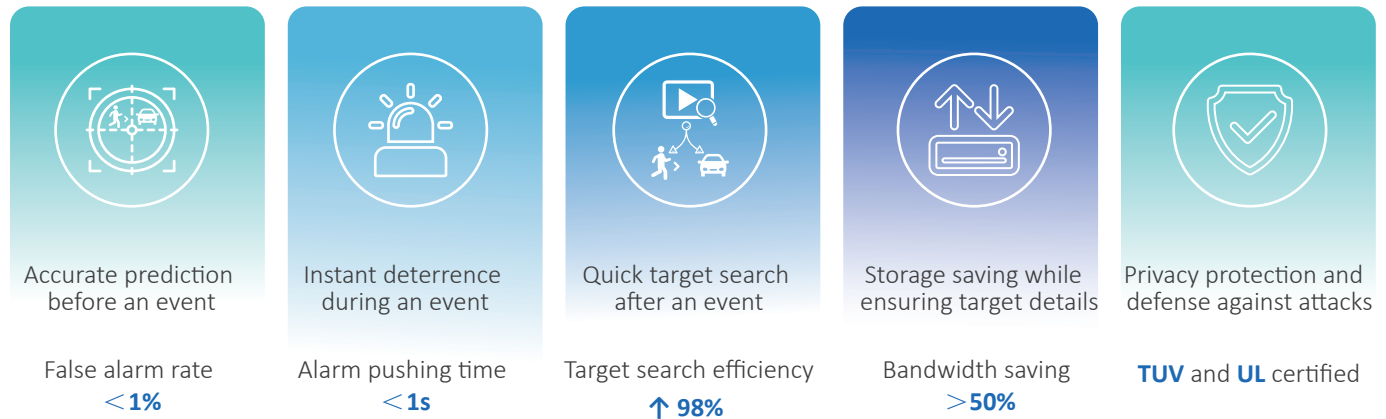 Accurate prediction
before an event
False alarm rate
＜1%
Instant deterrence
during an event
Alarm pushing time
＜1s
Quick target search
after an event
Target search efficiency
↑ 98%
Storage saving while
ensuring target details
Bandwidth saving
＞50%
Privacy protection and
defense against attacks
TUV and UL certified